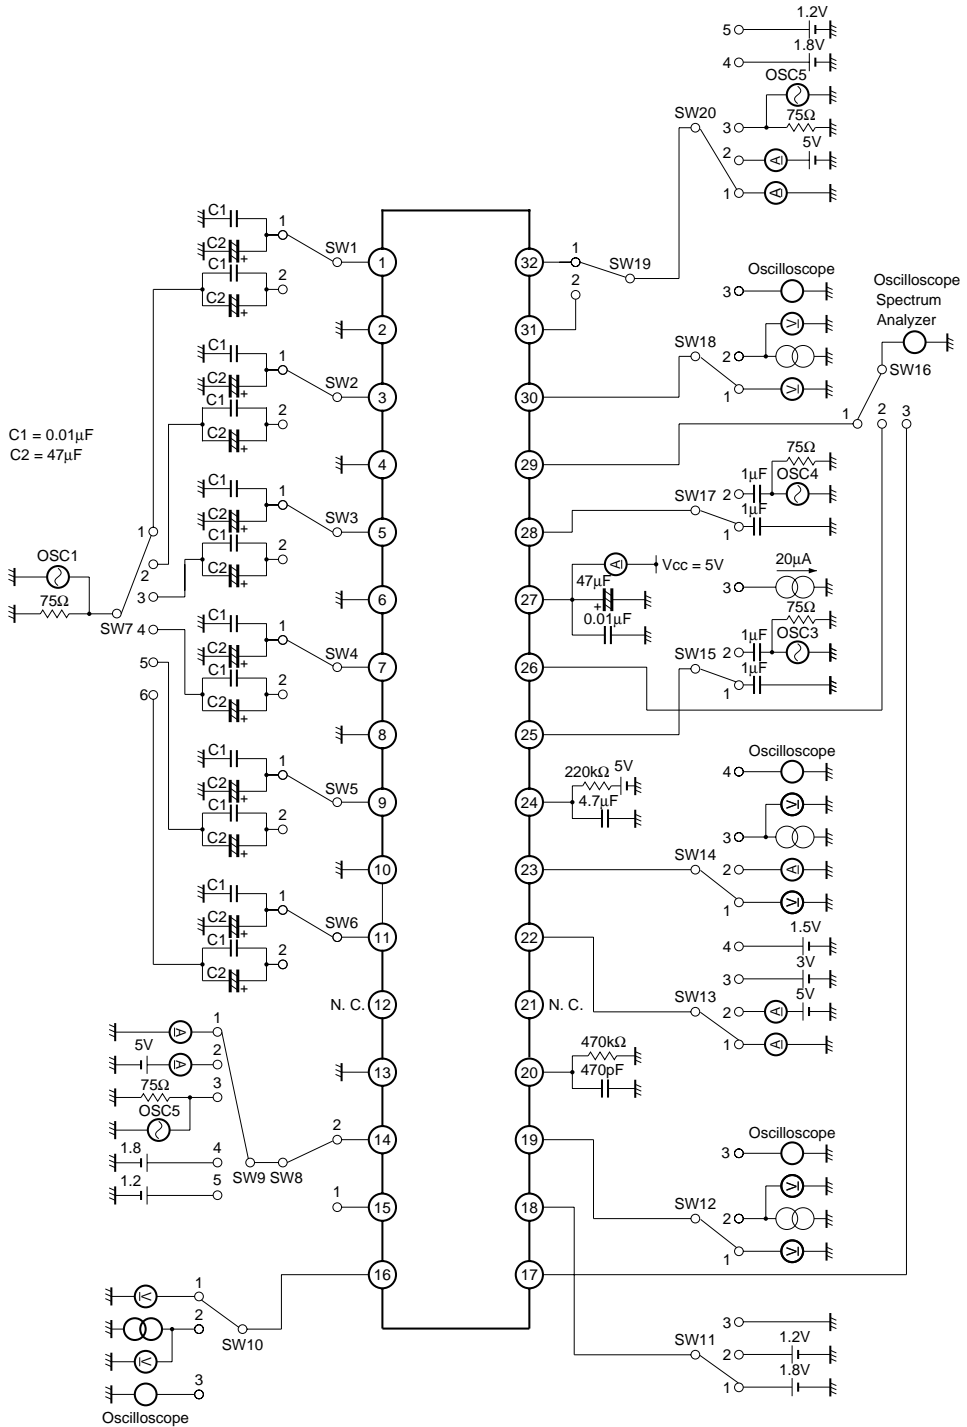 1.2V
5
1.8V
4
OSC5
SW20
75Ω
3
5V
2
A
1
A
C1
1
SW1
C2
C1
2
C2
+
1
32
1
SW19
2
31
2
Oscilloscope
3
V
SW18
2
1
V
30
Oscilloscope
Spectrum
Analyzer
SW16
1
2
3
29
C1
1
SW2
C2
C1
2
C2
+
3
4
C1 = 0.01μF
C2 = 47μF
C1
1
SW3
C2
C1
2
C2
+
5
75Ω
1μF
OSC4
SW17
2
1μF
1
28
OSC1
75Ω
SW7
1
2
3
4
5
6
6
A
Vcc = 5V
47μF
+
0.01μF
27
20μA
3
75Ω
1μF
OSC3
SW15
2
1μF
1
C1
1
SW4
C2
C1
2
C2
+
7
26
8
25
C1
1
SW5
C2
C1
2
C2
+
9
5V
220kΩ
4.7μF
24
Oscilloscope
4
V
3
SW14
2
A
1
V
10
23
C1
1
SW6
C2
C1
2
C2
+
11
22
1.5V
4
3V
3
5V
SW13
2
A
1
A
N. C.
12
21
N. C.
470kΩ
470pF
13
20
A
1
5V
A
2
75Ω
3
OSC5
1.8
4
1.2
5
SW9
SW8
2
14
1
15
19
Oscilloscope
3
V
SW12
2
1
V
18
16
17
V
1
2
V
SW10
3
Oscilloscope
3
SW11
1.2V
2
1.8V
1